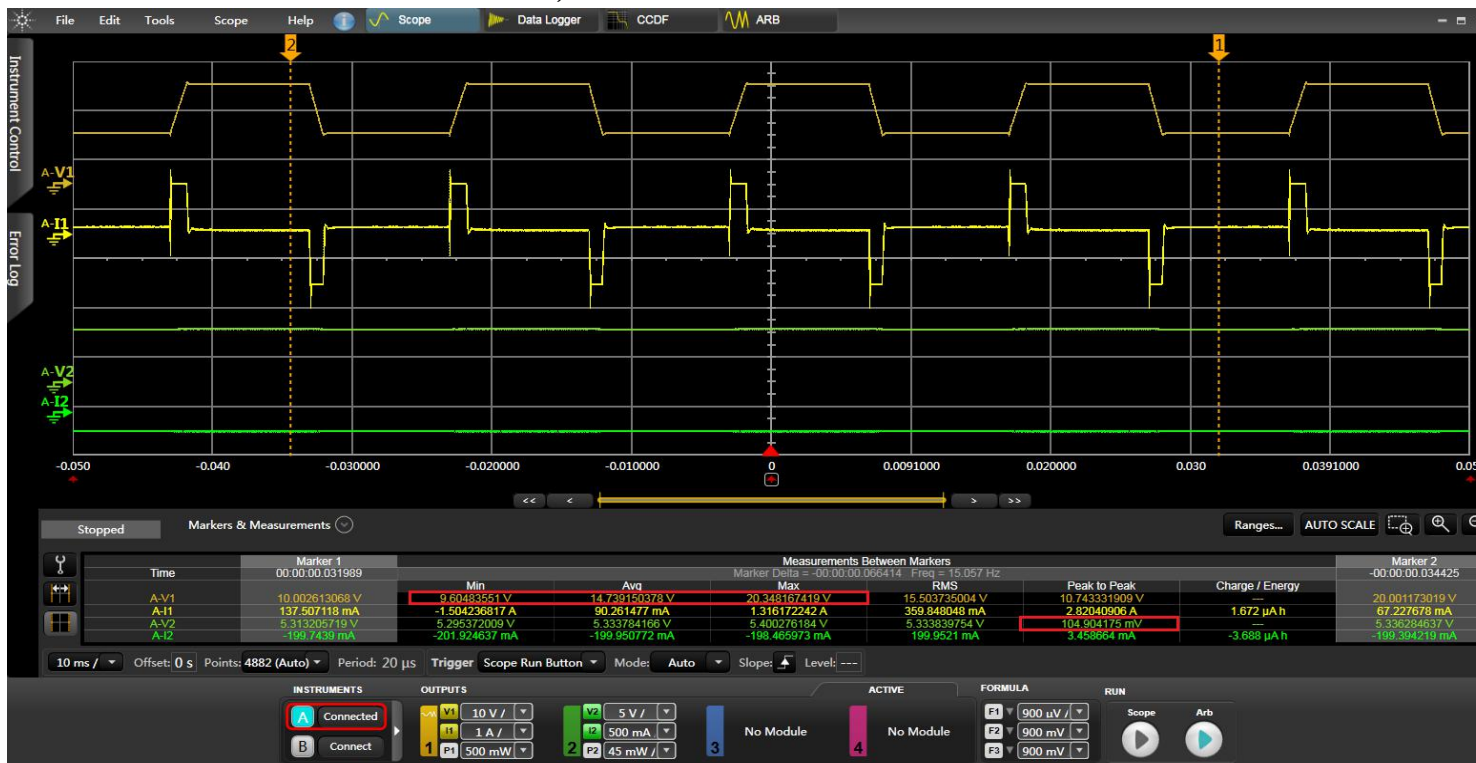 File Edit Tools Scope Help Scope Data Logger CCDF ARB
2 1
Instrument Control
Error Log
A-V1
A-I1
A-V2
A-I2
-0.050 -0.040 -0.030000 -0.020000 -0.010000 0 0.0091000 0.020000 0.030 0.0391000 0.05
<< < > >>
Stopped Markers & Measurements Ranges... AUTO SCALE
Marker 1 Measurements Between Markers Marker 2
Time 00:00:00.031989 Marker Delta = -00:00:00.066414 Freq = 15.057 Hz -00:00:00.034425
Min Avg Max RMS Peak to Peak Charge / Energy
A-V1 10.002613068 V 9.60483551 V 14.739150378 V 20.348167419 V 15.503735004 V 10.743331909 V --- 20.001173019 V
A-I1 137.507118 mA -1.504236817 A 90.261477 mA 1.316172242 A 359.848048 mA 2.82040906 A 1.672 µA h 67.227678 mA
A-V2 5.313205719 V 5.295372009 V 5.333784166 V 5.400276184 V 5.333839754 V 104.904175 mV --- 5.336284637 V
A-I2 -199.7439 mA -201.924637 mA -199.950772 mA -198.465973 mA 199.9521 mA 3.458664 mA -3.688 µA h -199.394219 mA
10 ms / Offset: 0 s Points: 4882 (Auto) Period: 20 µs Trigger Scope Run Button Mode: Auto Slope: Level: ---
INSTRUMENTS OUTPUTS ACTIVE FORMULA RUN
A Connected V1 10 V / V2 5 V / F1 900 µV / Scope Arb
I1 1 A / I2 500 mA No Module No Module F2 900 mV
B Connect 1 P1 500 mW 2 P2 45 mW / 3 4 F3 900 mV